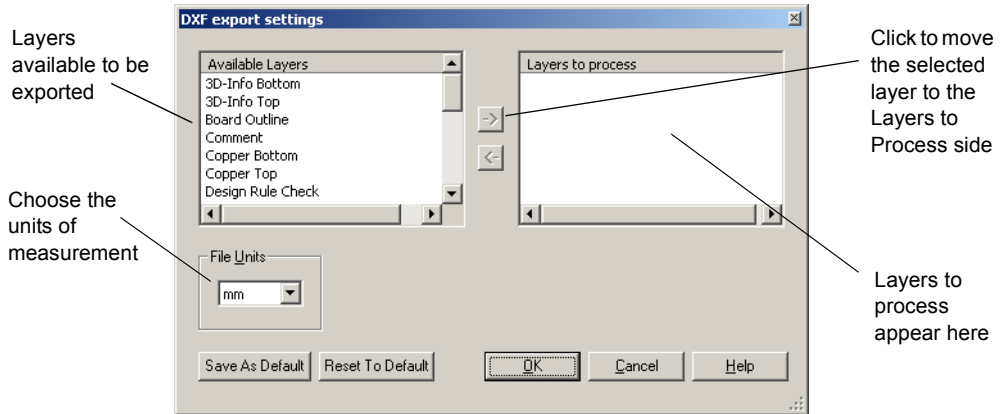 DXF export settings
Layers
available to be
exported
Available Layers
3D-Info Bottom
3D-Info Top
Board Outline
Comment
Copper Bottom
Copper Top
Design Rule Check
->
<-
Layers to process
Click to move
the selected
layer to the
Layers to
Process side
Choose the
units of
measurement
File Units
mm
Layers to
process
appear here
Save As Default
Reset To Default
OK
Cancel
Help